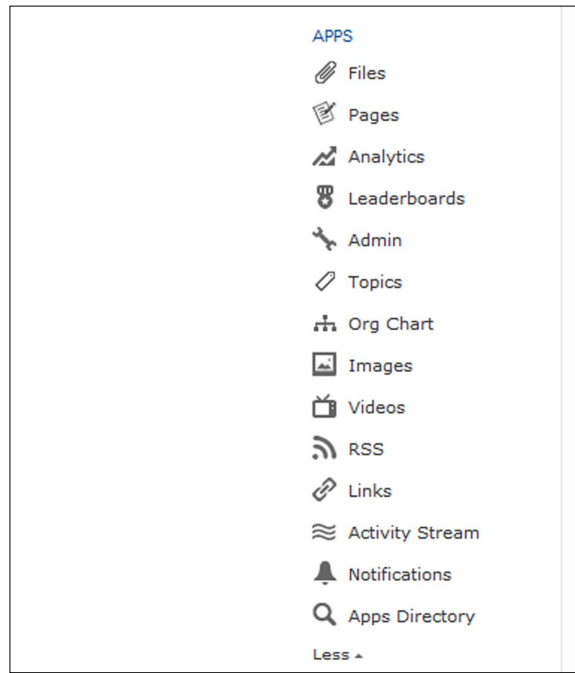 APPS
Files
Pages
Analytics
Leaderboards
Admin
Topics
Org Chart
Images
Videos
RSS
Links
Activity Stream
Notifications
Apps Directory
Less